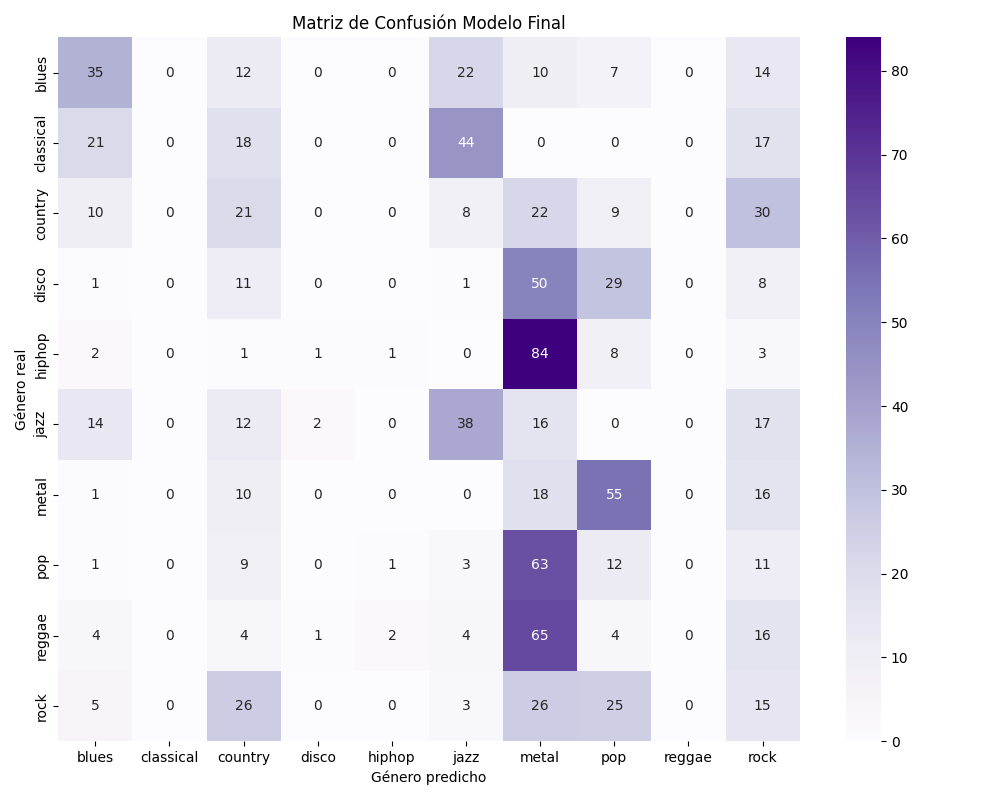 Matriz de Confusión Modelo Final
Género real
blues 35 0 12 0 0 22 10 7 0 14
classical 21 0 18 0 0 44 0 0 0 17
country 10 0 21 0 0 8 22 9 0 30
disco 1 0 11 0 0 1 50 29 0 8
hiphop 2 0 1 1 1 0 84 8 0 3
jazz 14 0 12 2 0 38 16 0 0 17
metal 1 0 10 0 0 0 18 55 0 16
pop 1 0 9 0 1 3 63 12 0 11
reggae 4 0 4 1 2 4 65 4 0 16
rock 5 0 26 0 0 3 26 25 0 15
blues classical country disco hiphop jazz metal pop reggae rock
Género predicho
80
70
60
50
40
30
20
10
0